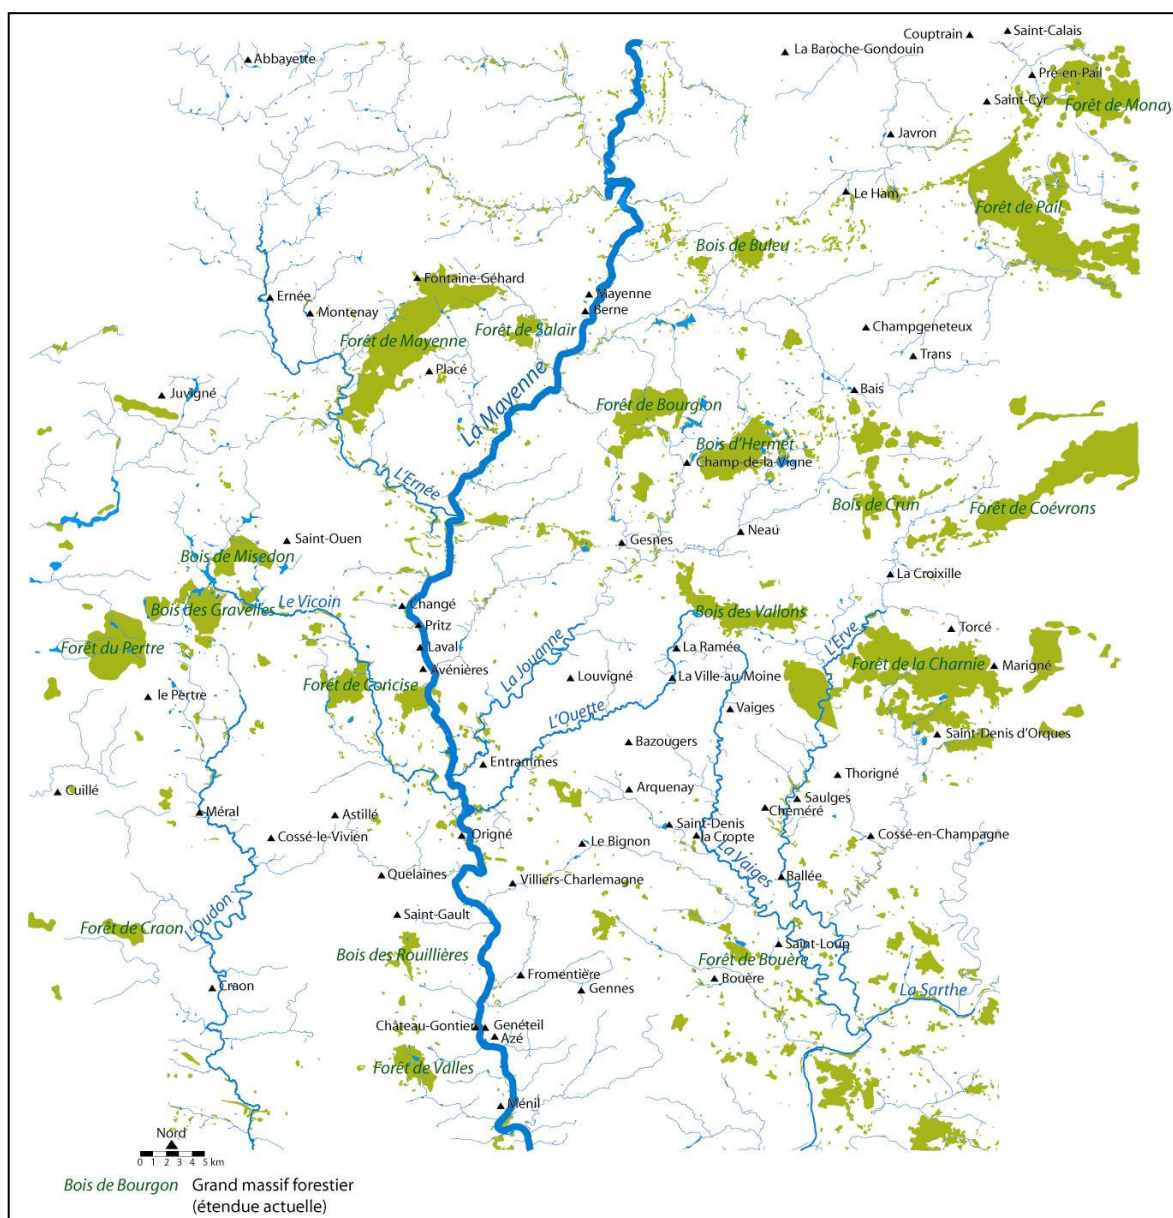 Couptrain
Saint-Calais
La Baroche-Gondouin
Abbayette
Pré-en-Pail
Saint-Cyr
Forêt de Monay
Javron
Le Ham
Forêt de Pail
Bois de Buleu
Fontaine-Géhard
Ernée
Mayenne
Montenay
Berne
Forêt de Salair
Champgeneteux
Forêt de Mayenne
Trans
Placé
Bais
Juvigné
La Mayenne
Forêt de Bourgion
Bois d'Hermet
Champ-de-la-Vigne
L'Ernée
Bois de Crun
Forêt de Coévrons
Neau
Saint-Ouen
Gesnes
Bois de Misedon
La Croixille
Le Vicoin
Bois des Gravelles
Changé
Bois des Vallons
Pritz
Torcé
L'Erve
Forêt du Pertre
Laval
La Ramée
La Jouanne
Forêt de la Charnie
Marigné
Avénières
Forêt de Concise
Louvigné
La Ville-au-Moine
le Pertre
L'Ouette
Vaiges
Saint-Denis d'Orques
Bazougers
Entrammes
Thorigné
Cuillé
Arquenay
Saulges
Méral
Astillé
Cheméré
Saint-Denis
la Cropte
Cossé-le-Vivien
Origné
Le Bignon
Cossé-en-Champagne
La Vaiges
Quelaines
Villiers-Charlemagne
Ballée
L'Oudon
Saint-Gault
Forêt de Craon
Saint-Loup
Bois des Rouillières
Forêt de Bouère
Fromentière
Bouère
Craon
Gennes
La Sarthe
Château-Gontier
Genéteil
Azé
Forêt de Valles
Ménil
Nord
0 1 2 3 4 5 km
Bois de Bourgon Grand massif forestier
(étendue actuelle)